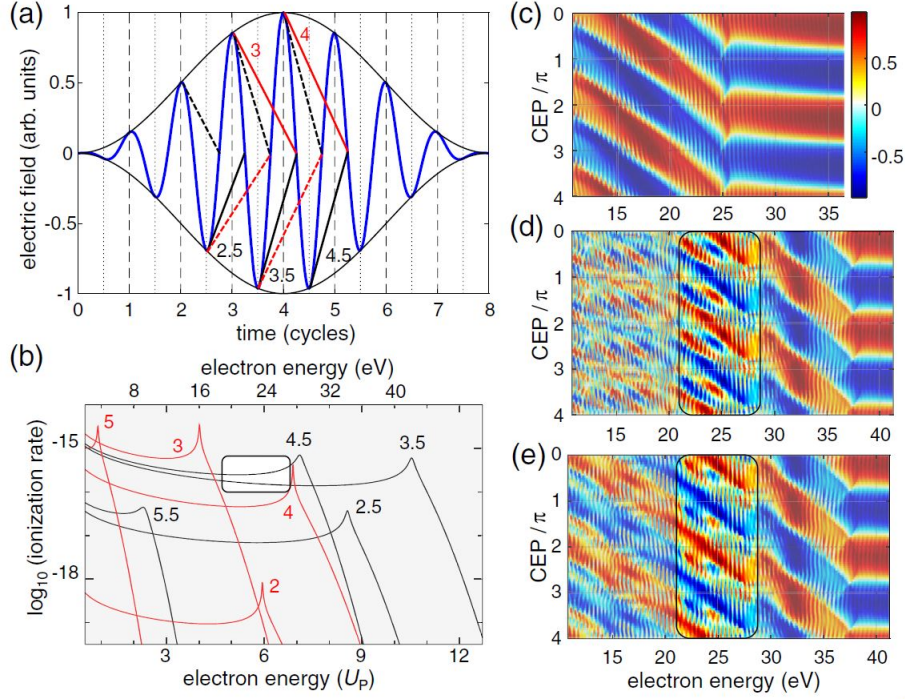 (a)
electric field (arb. units)
1
0.5
0
-0.5
-1
3
4
2.5
3.5
4.5
0 1 2 3 4 5 6 7 8
time (cycles)
(b)
electron energy (eV)
8 16 24 32 40
log10 (ionization rate)
-15
-18
5
3
4.5
3.5
4
2.5
5.5
2
3 6 9 12
electron energy (UP)
(c)
CEP / π
0
1
2
3
4
15 20 25 30 35
0.5
0
-0.5
(d)
CEP / π
0
1
2
3
4
15 20 25 30 35 40
(e)
CEP / π
0
1
2
3
4
15 20 25 30 35 40
electron energy (eV)